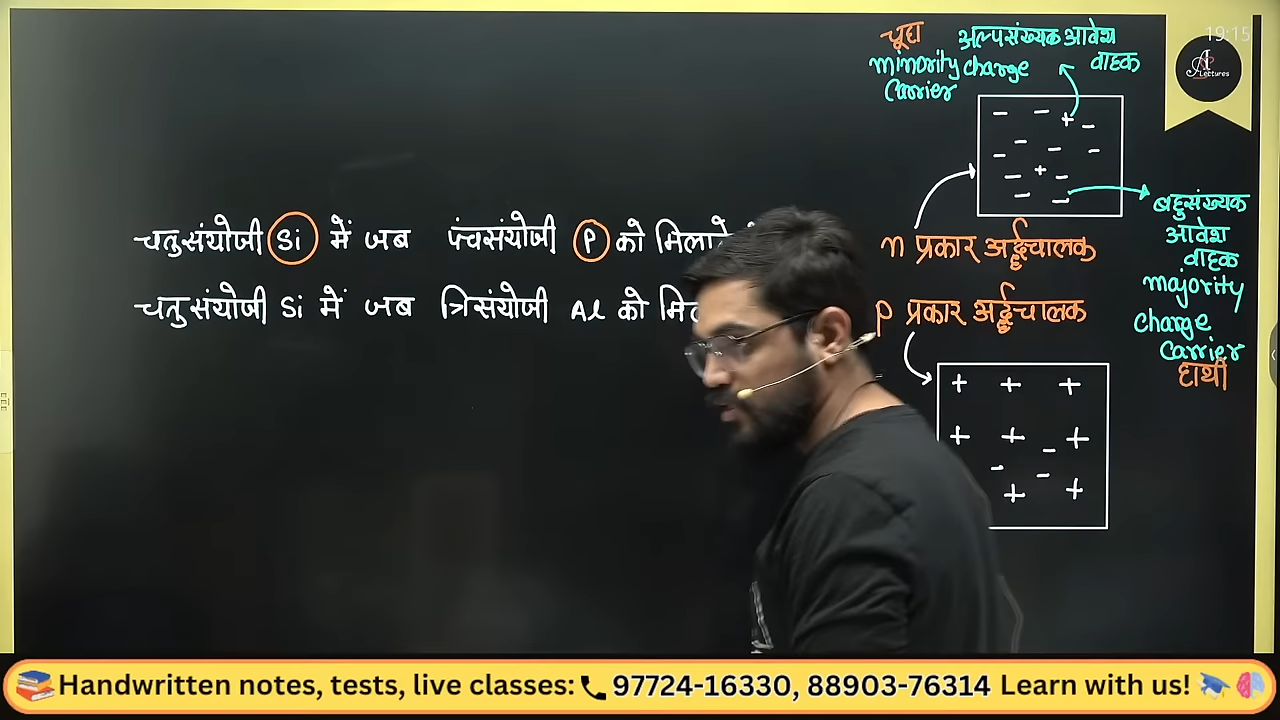 चूहा अल्पसंख्यक आवेश
वाहक
minority charge
carrier
19:15
A
Lectures
- - + -
- - - -
- + -
- -
बहुसंख्यक
आवेश
वाहक
majority
charge
carrier
हाथी
चतुसंयोजी Si में जब पंचसंयोजी P को मिलाते
n प्रकार अर्द्धचालक
चतुसंयोजी Si में जब त्रिसंयोजी Al को
p प्रकार अर्द्धचालक
+ + +
+ + - +
- -
+ +
Handwritten notes, tests, live classes: 97724-16330, 88903-76314 Learn with us!